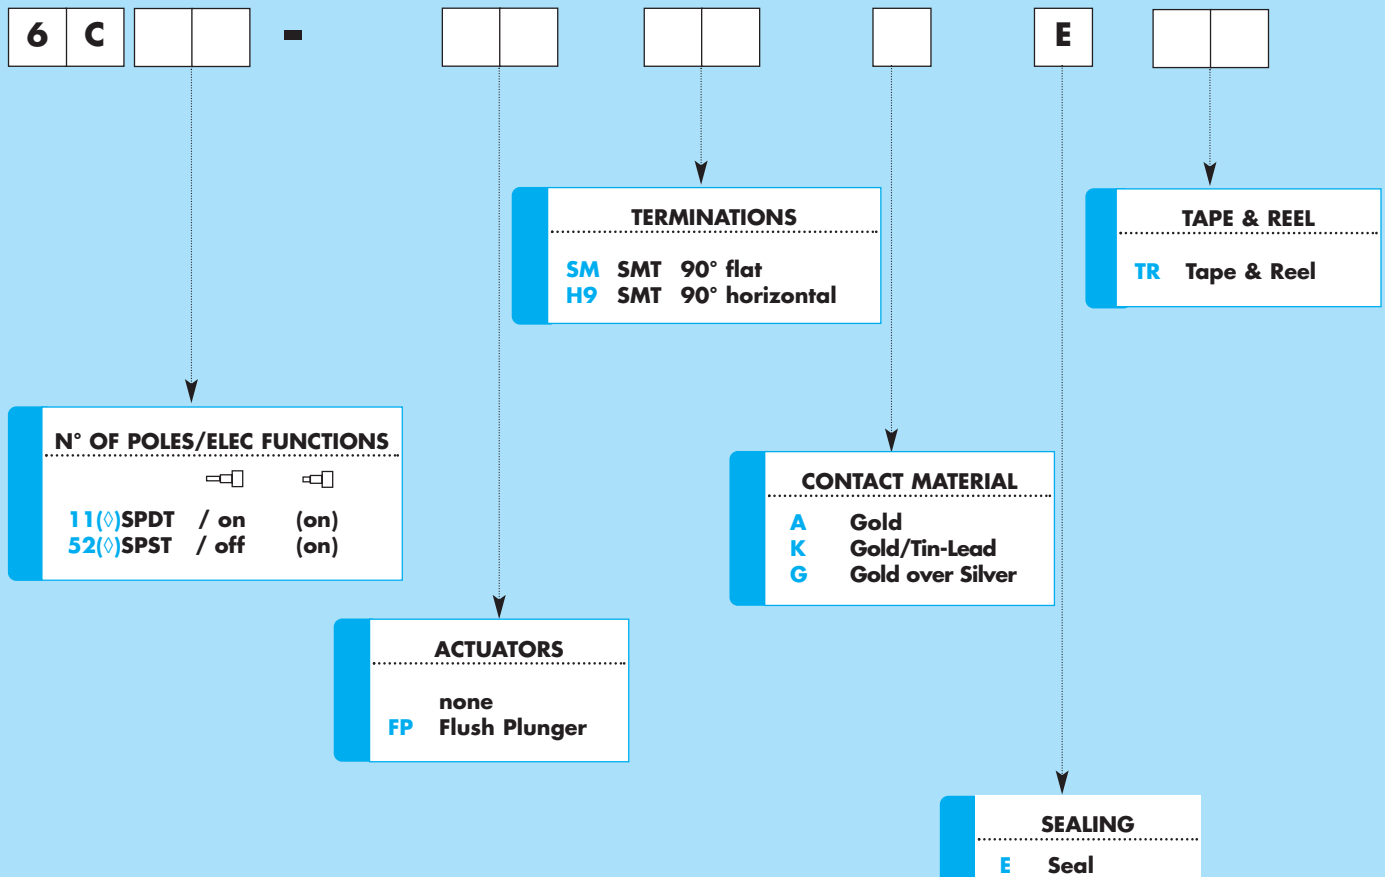 6 C - E
TERMINATIONS
SM SMT 90° flat
H9 SMT 90° horizontal
TAPE & REEL
TR Tape & Reel
N° OF POLES/ELEC FUNCTIONS
11(◊)SPDT / on (on)
52(◊)SPST / off (on)
CONTACT MATERIAL
A Gold
K Gold/Tin-Lead
G Gold over Silver
ACTUATORS
none
FP Flush Plunger
SEALING
E Seal